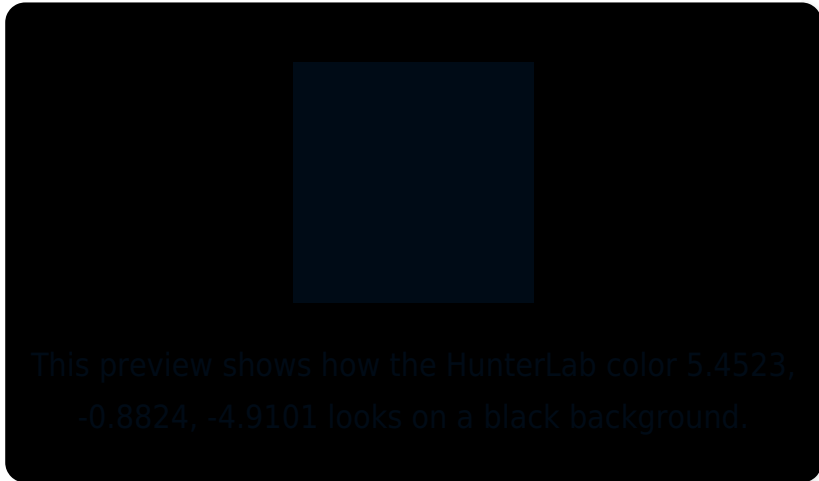 This preview shows how the HunterLab color 5.4523,
-0.8824, -4.9101 looks on a black background.